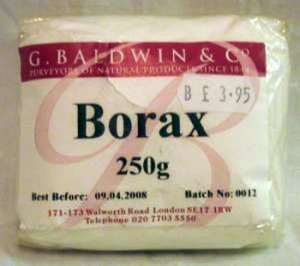 G. BALDWIN & Co.
PURVEYORS OF NATURAL PRODUCTS SINCE 1844
B £ 3.95
Borax
250g
Best Before: 09.04.2008 Batch No: 0012
171-173 Walworth Road London SE17 1RW
Telephone 020 7703 5550